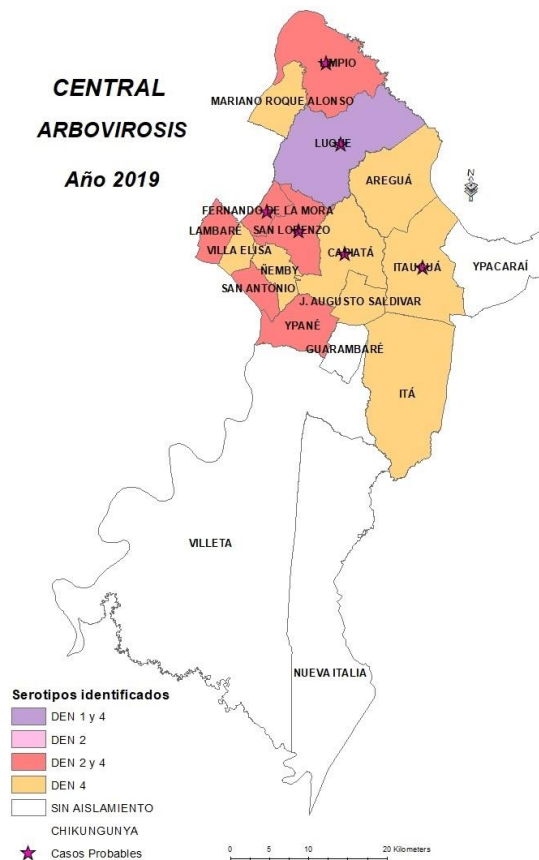 CENTRAL
ARBOVIROSIS
Año 2019
MARIANO ROQUE ALONSO
LUQUE
N
AREGUÁ
FERNANDO DE LA MORA
LAMBARÉ
SAN LORENZO
VILLA ELISA
ITAUGUÁ
YPACARAÍ
ÑEMBY
SAN ANTONIO
J. AUGUSTO SALDIVAR
YPANÉ
GUARAMBARÉ
ITÁ
VILLETA
NUEVA ITALIA
Serotipos identificados
DEN 1 y 4
DEN 2
DEN 2 y 4
DEN 4
SIN AISLAMIENTO
CHIKUNGUNYA
Casos Probables
0 5 10 20 Kilometers